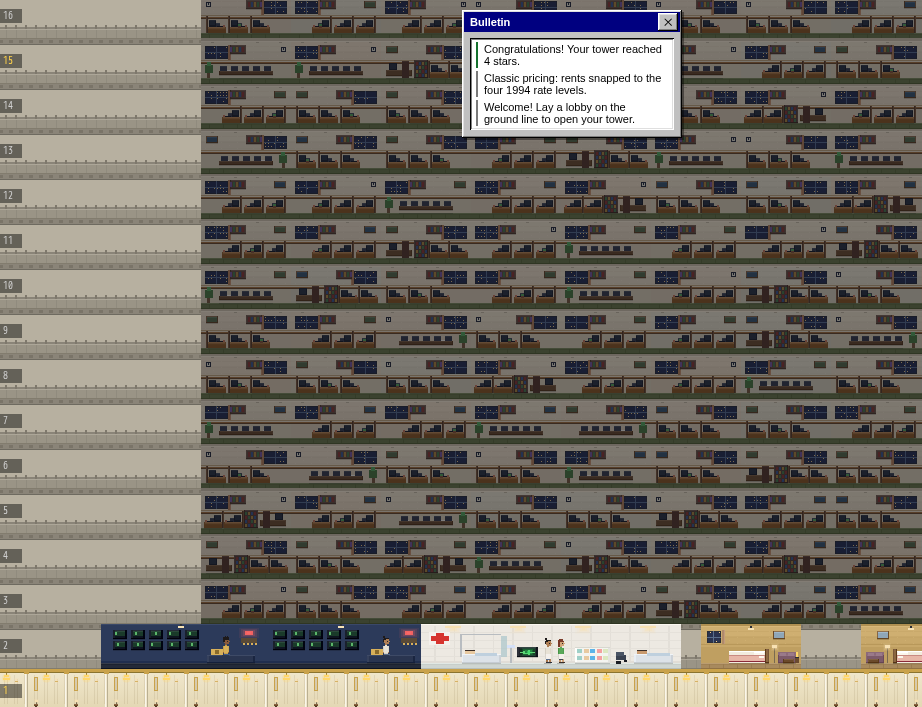 Bulletin
Congratulations! Your tower reached
4 stars.
Classic pricing: rents snapped to the
four 1994 rate levels.
Welcome! Lay a lobby on the
ground line to open your tower.
16
15
14
13
12
11
10
9
8
7
6
5
4
3
2
1